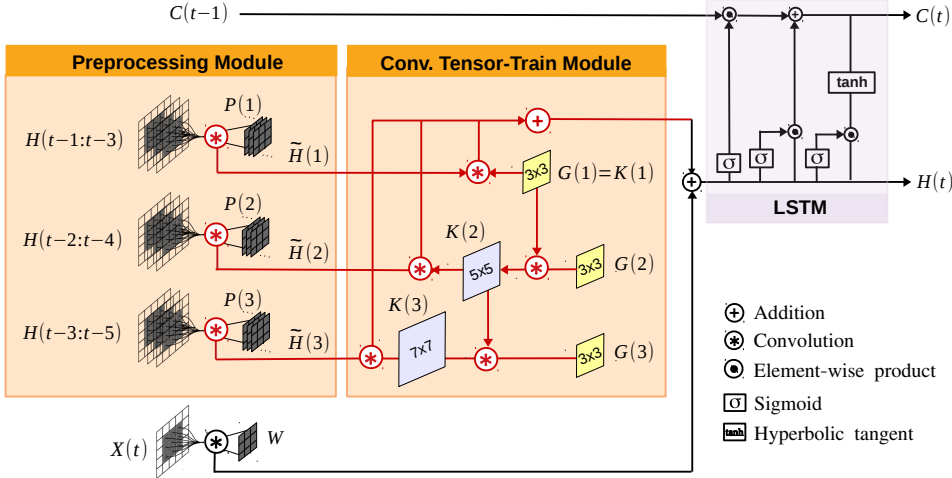 C(t−1)
C(t)
Preprocessing Module
Conv. Tensor-Train Module
tanh
P(1)
H(t−1:t−3)
H̃(1)
3x3
G(1)=K(1)
σ
σ
σ
H(t)
LSTM
P(2)
H(t−2:t−4)
H̃(2)
K(2)
5x5
3x3
G(2)
P(3)
H(t−3:t−5)
H̃(3)
K(3)
7x7
3x3
G(3)
Addition
Convolution
Element-wise product
σ Sigmoid
tanh Hyperbolic tangent
X(t)
W